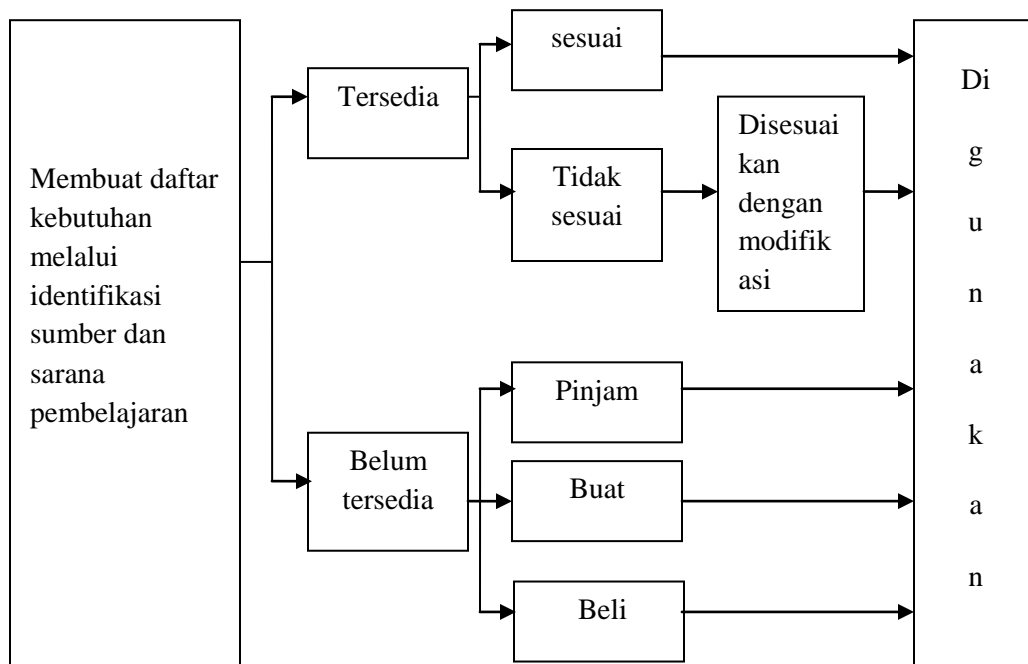 Membuat daftar
kebutuhan
melalui
identifikasi
sumber dan
sarana
pembelajaran
Tersedia
sesuai
Tidak
sesuai
Disesuai
kan
dengan
modifik
asi
Belum
tersedia
Pinjam
Buat
Beli
Di
g
u
n
a
k
a
n